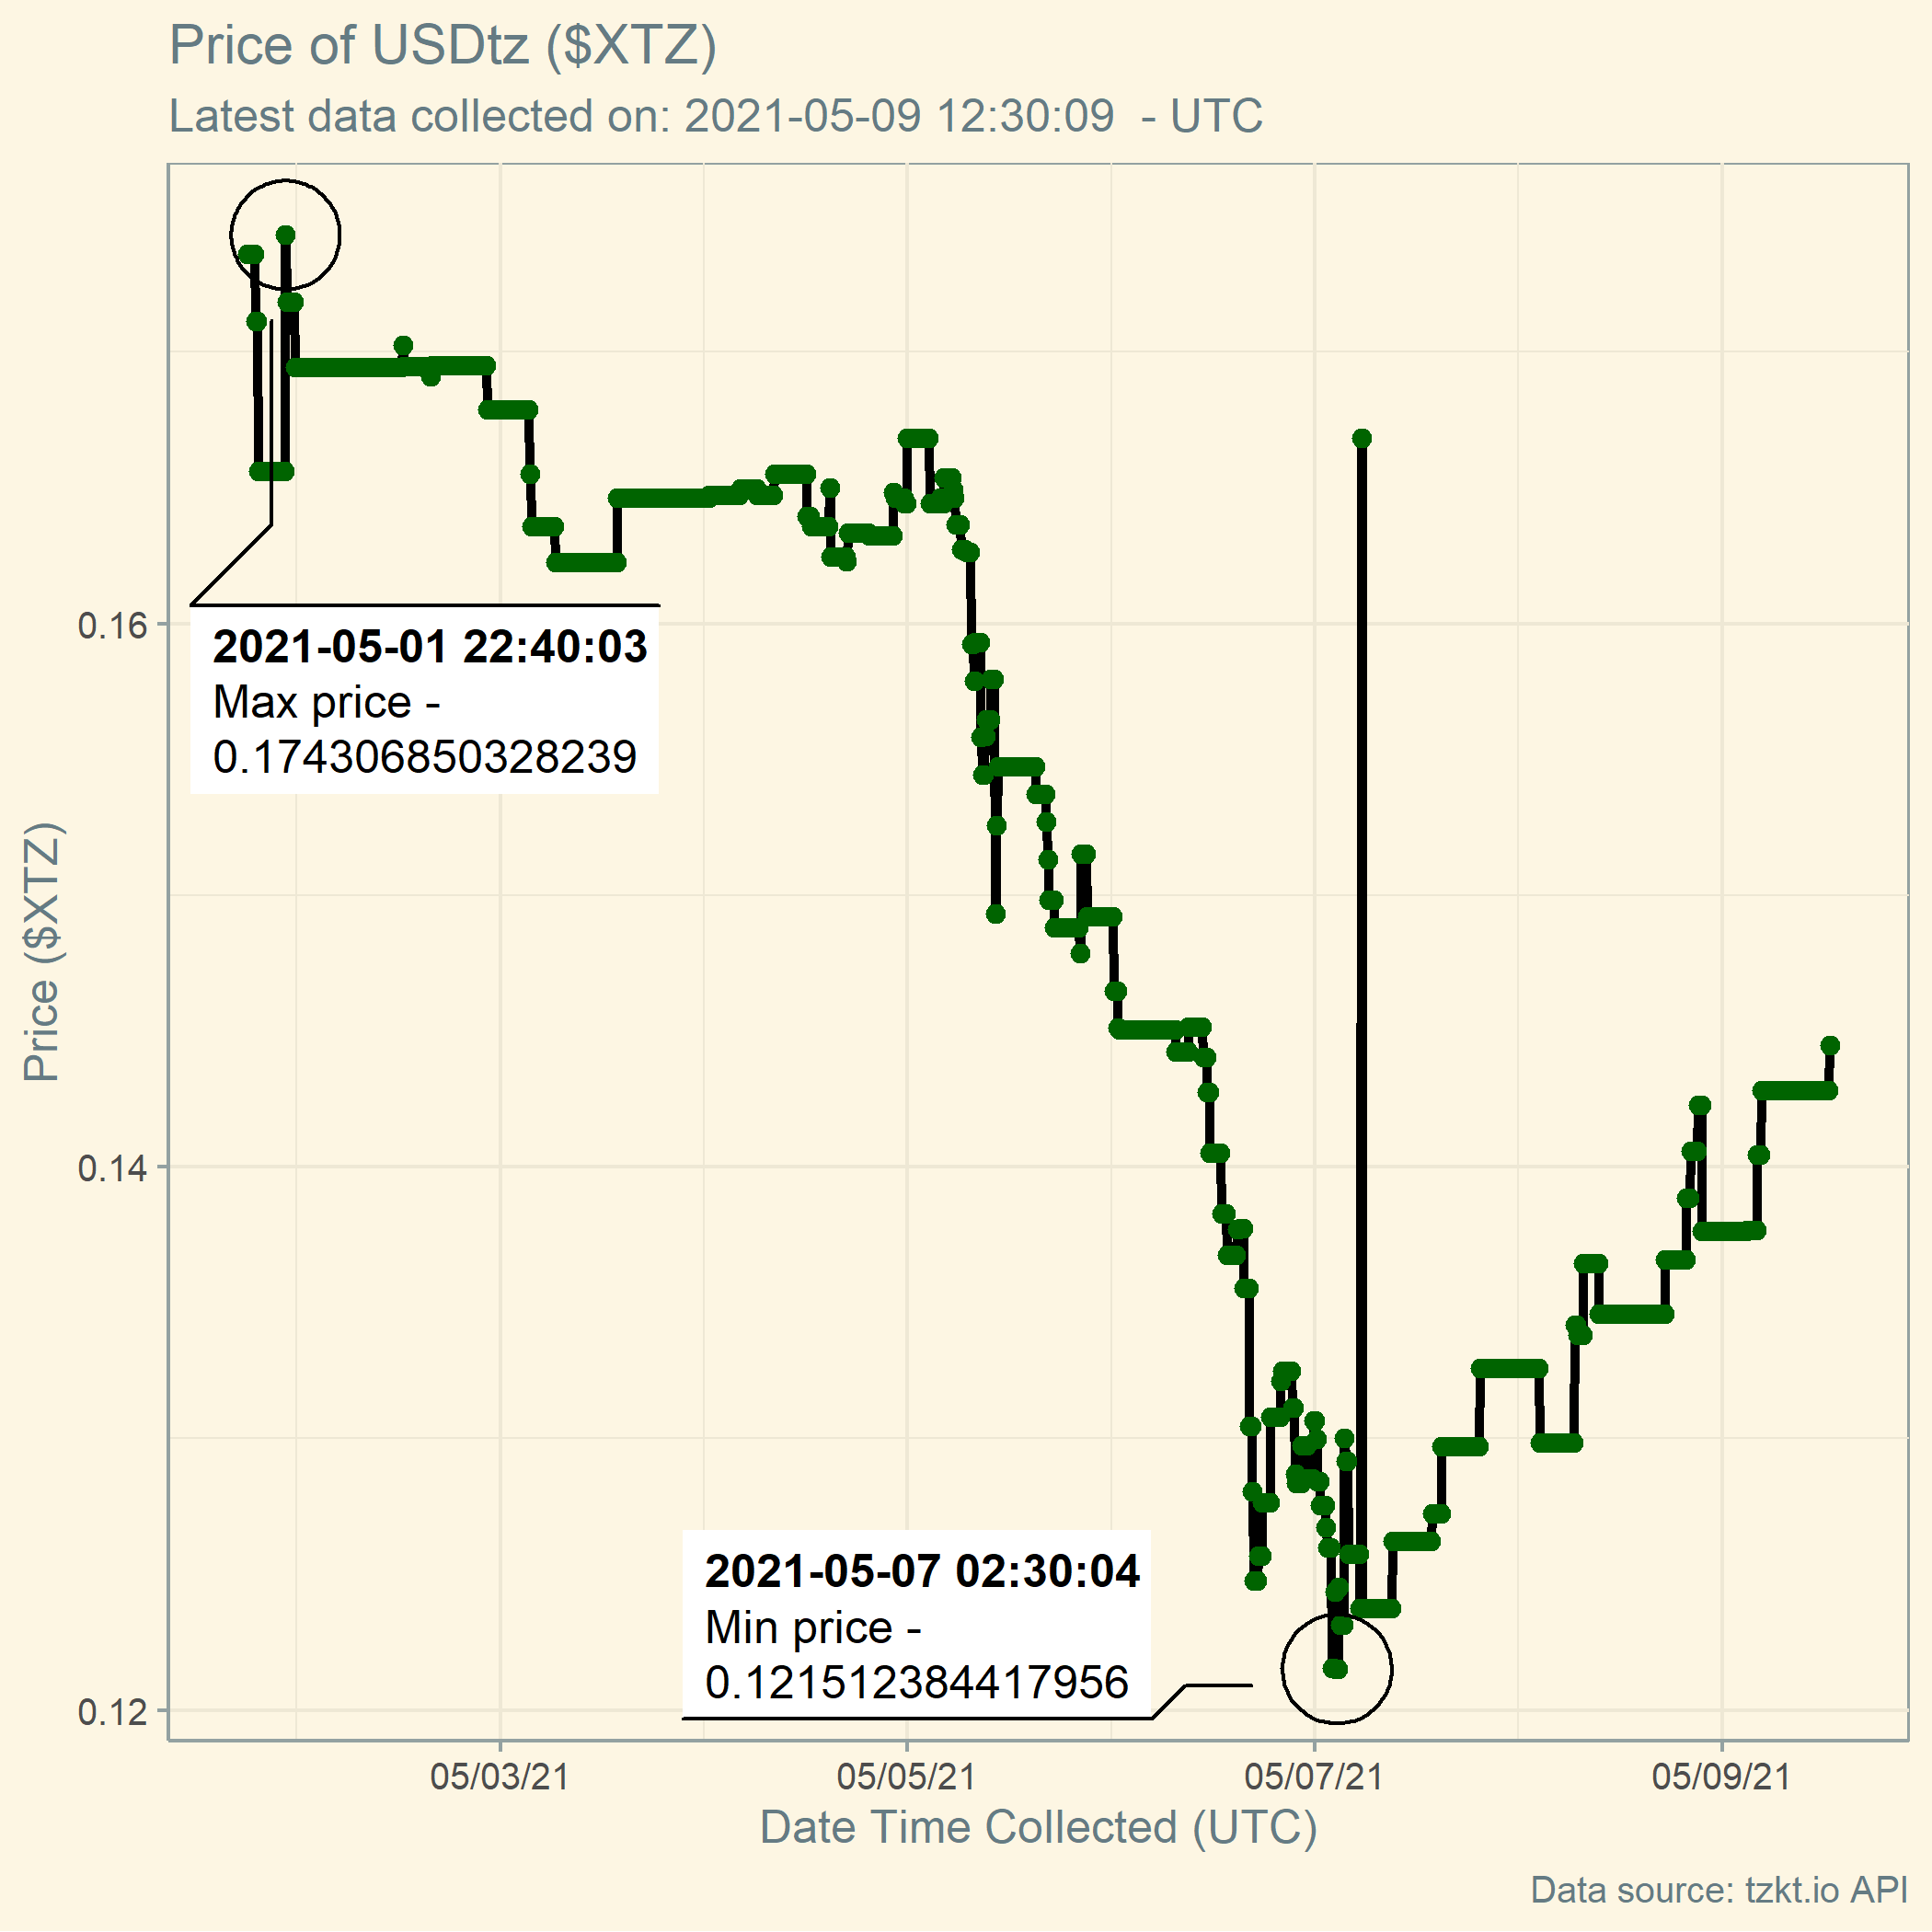 Price of USDtz ($XTZ)
Latest data collected on: 2021-05-09 12:30:09  - UTC
Price ($XTZ)
0.16
0.14
0.12
2021-05-01 22:40:03
Max price -
0.174306850328239
2021-05-07 02:30:04
Min price -
0.121512384417956
05/03/21
05/05/21
05/07/21
05/09/21
Date Time Collected (UTC)
Data source: tzkt.io API